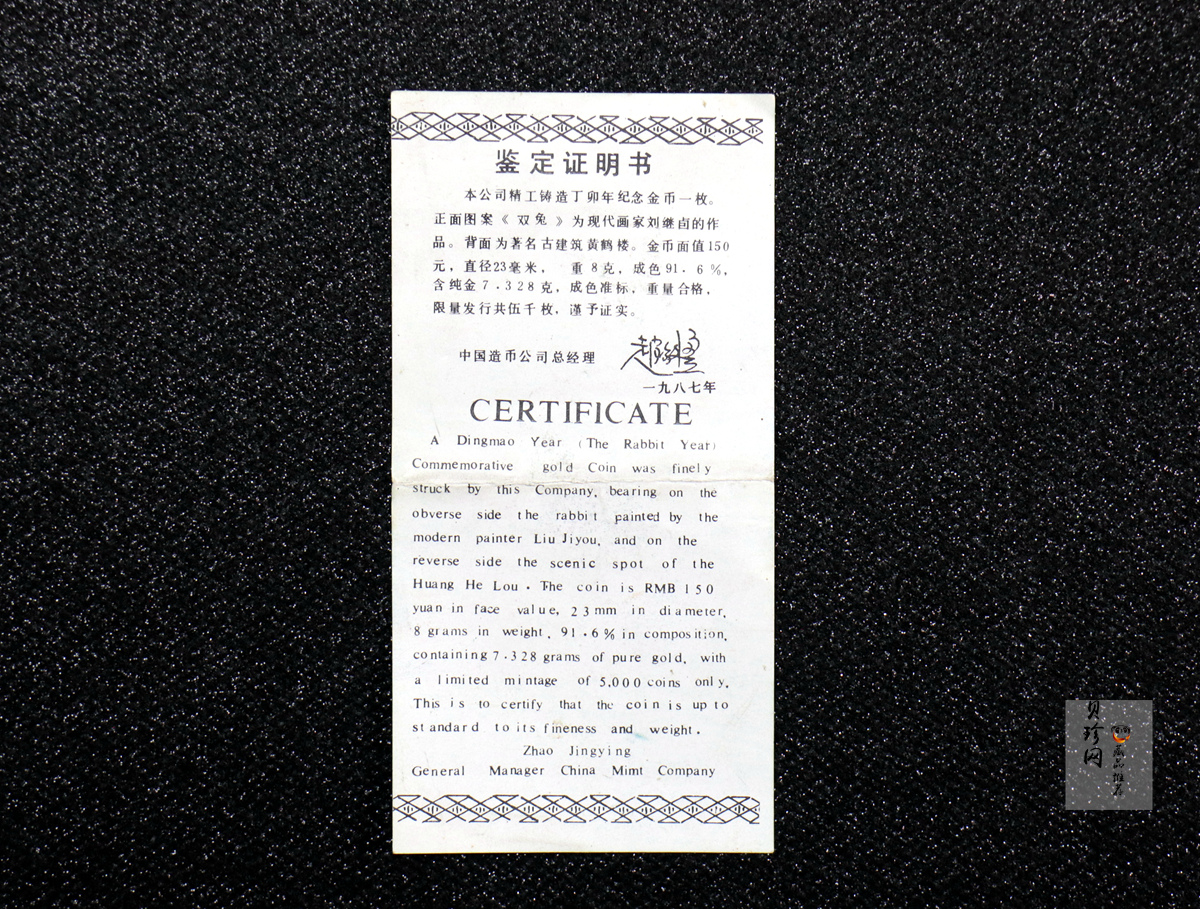 鉴定证明书
本公司精工铸造丁卯年纪念金币一枚。
正面图案《双兔》为现代画家刘继卣的作
品。背面为著名古建筑黄鹤楼。金币面值150
元，直径23毫米， 重8克，成色91.6%，
含纯金7.328克，成色准标，重量合格，
限量发行共伍千枚，谨予证实。
中国造币公司总经理
一九八七年
CERTIFICATE
A Dingmao Year (The Rabbit Year)
Commemorative gold Coin was finely
struck by this Company, bearing on the
obverse side the rabbit painted by the
modern painter Liu Jiyou, and on the
reverse side the scenic spot of the
Huang He Lou. The coin is RMB 150
yuan in face value, 23mm in diameter,
8 grams in weight, 91.6% in composition,
containing 7.328 grams of pure gold, with
a limited mintage of 5,000 coins only,
This is to certify that the coin is up to
standard to its fineness and weight.
Zhao Jingying
General Manager China Mimt Company
贝珍网
藏品推荐